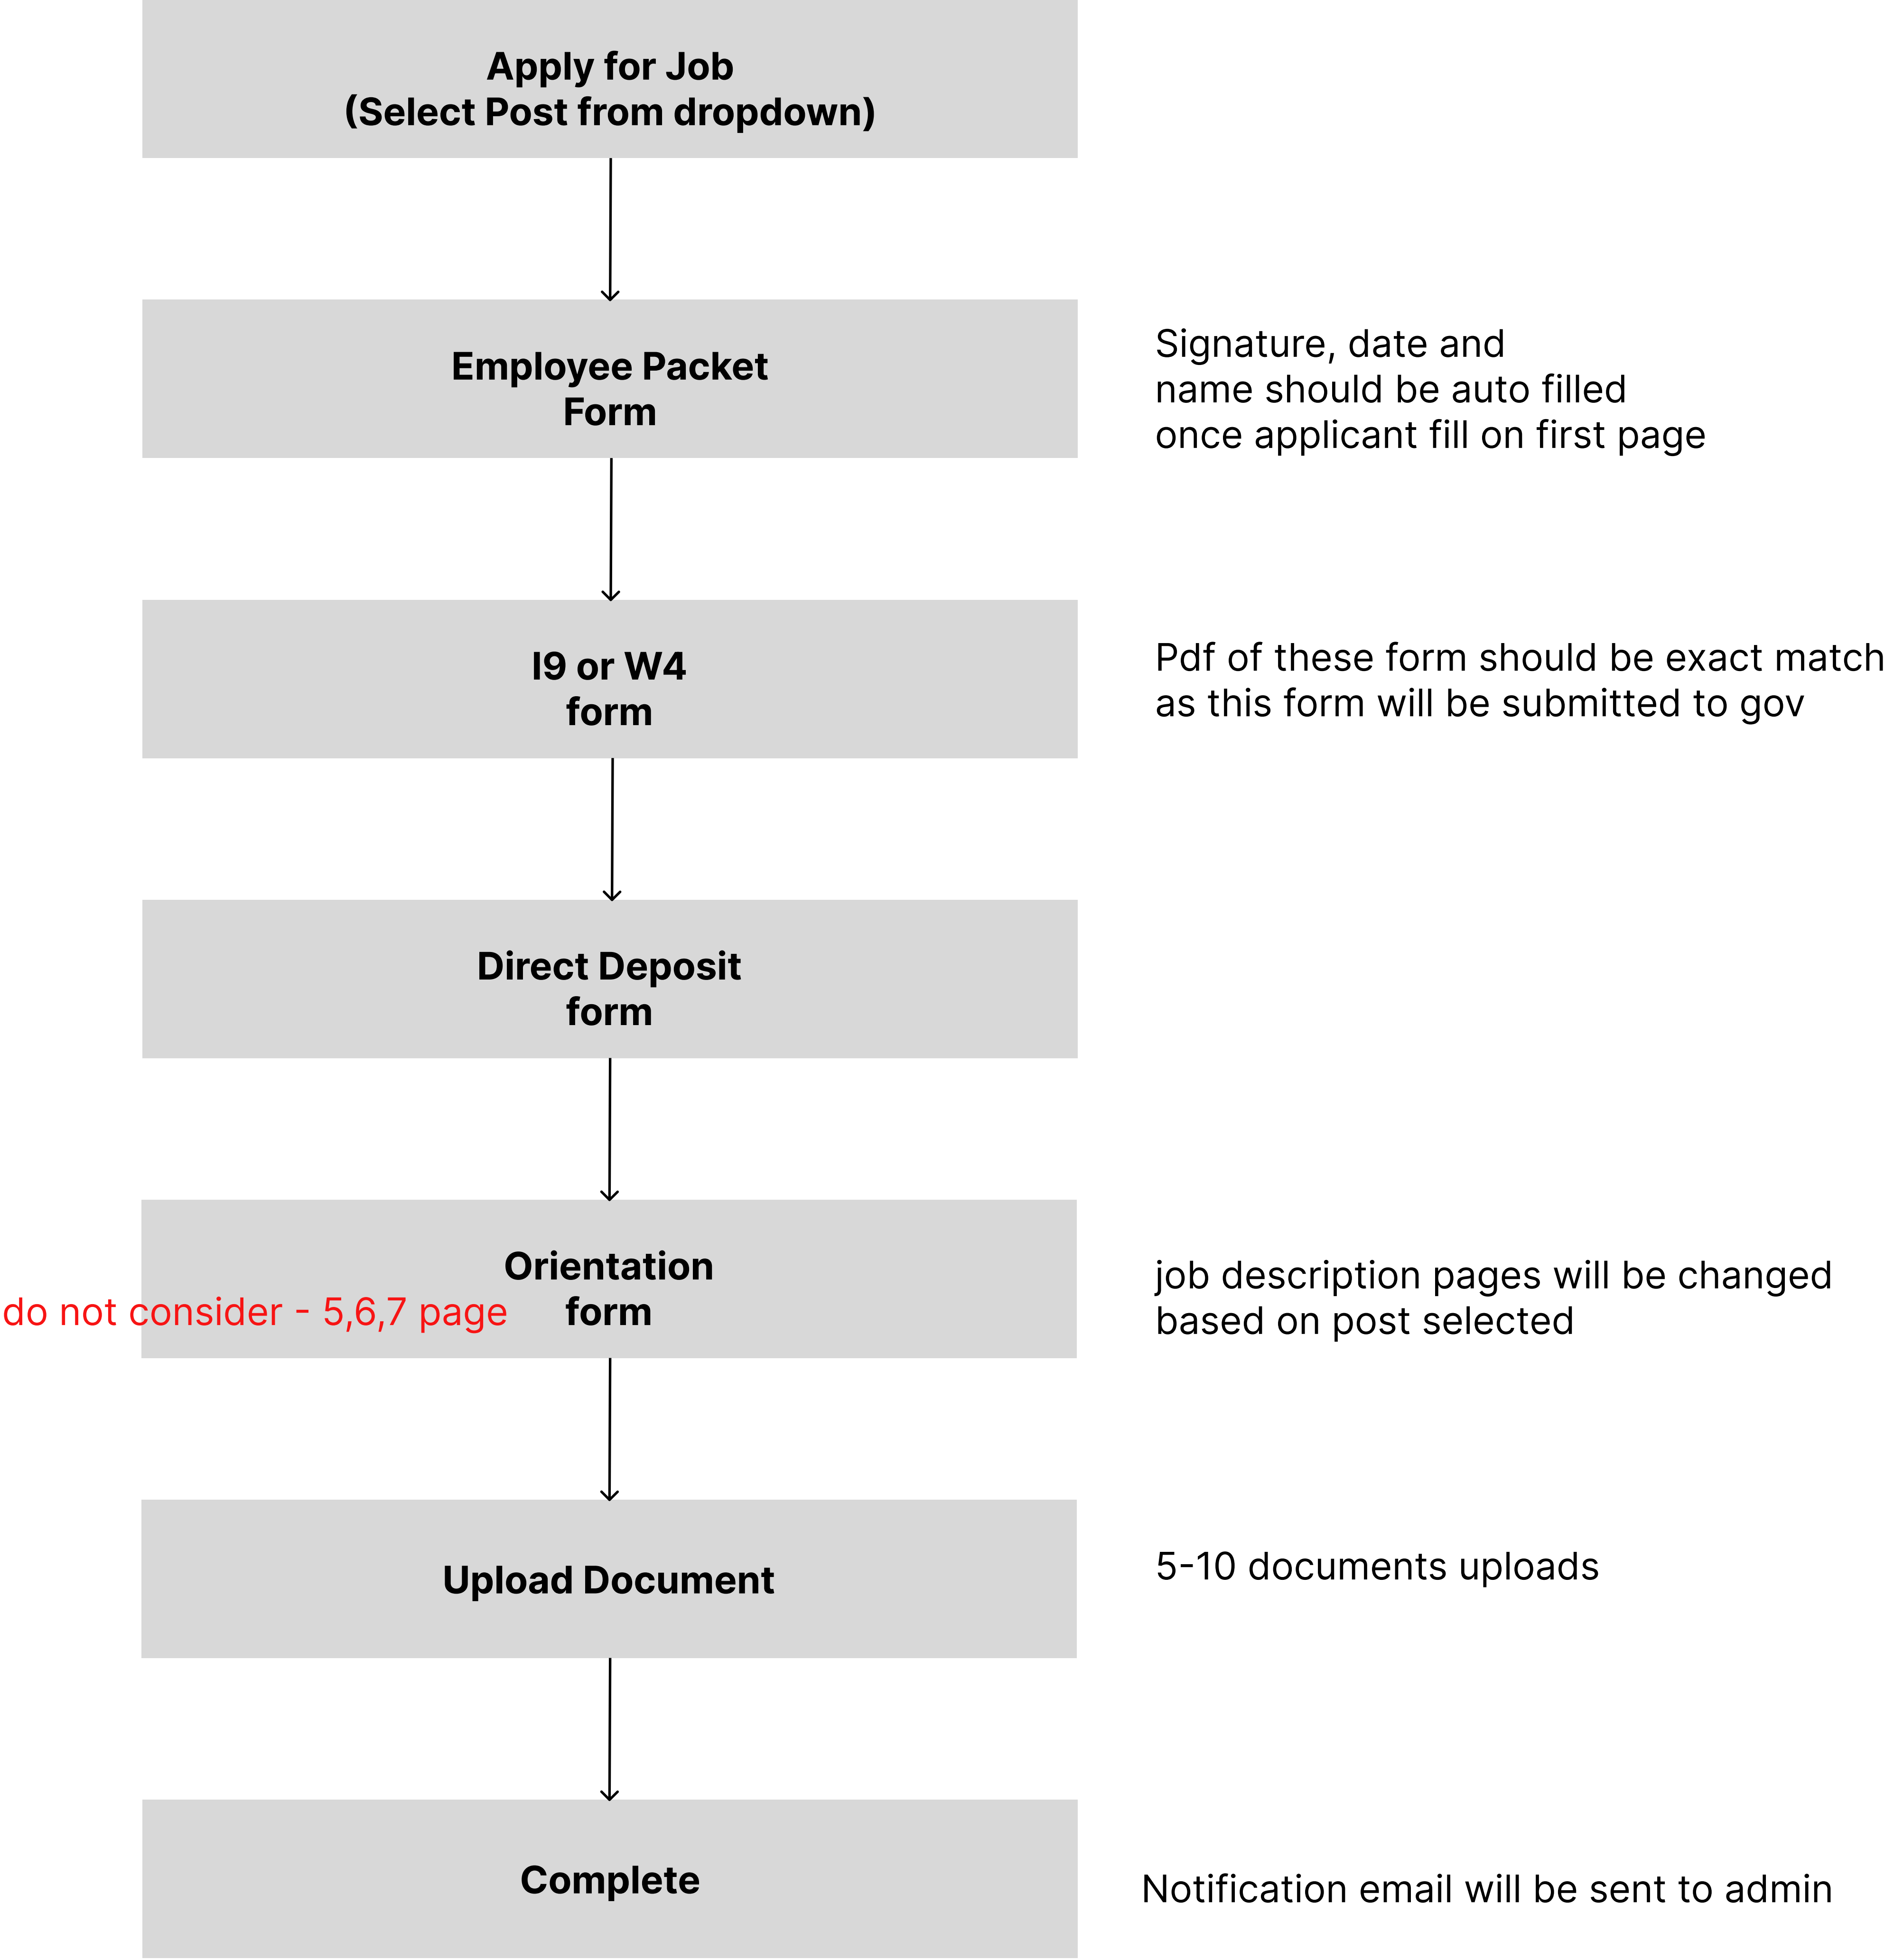 Apply for Job
(Select Post from dropdown)
Employee Packet
Form
Signature, date and
name should be auto filled
once applicant fill on first page
I9 or W4
form
Pdf of these form should be exact match
as this form will be submitted to gov
Direct Deposit
form
Orientation
form
do not consider - 5,6,7 page
job description pages will be changed
based on post selected
Upload Document
5-10 documents uploads
Complete
Notification email will be sent to admin